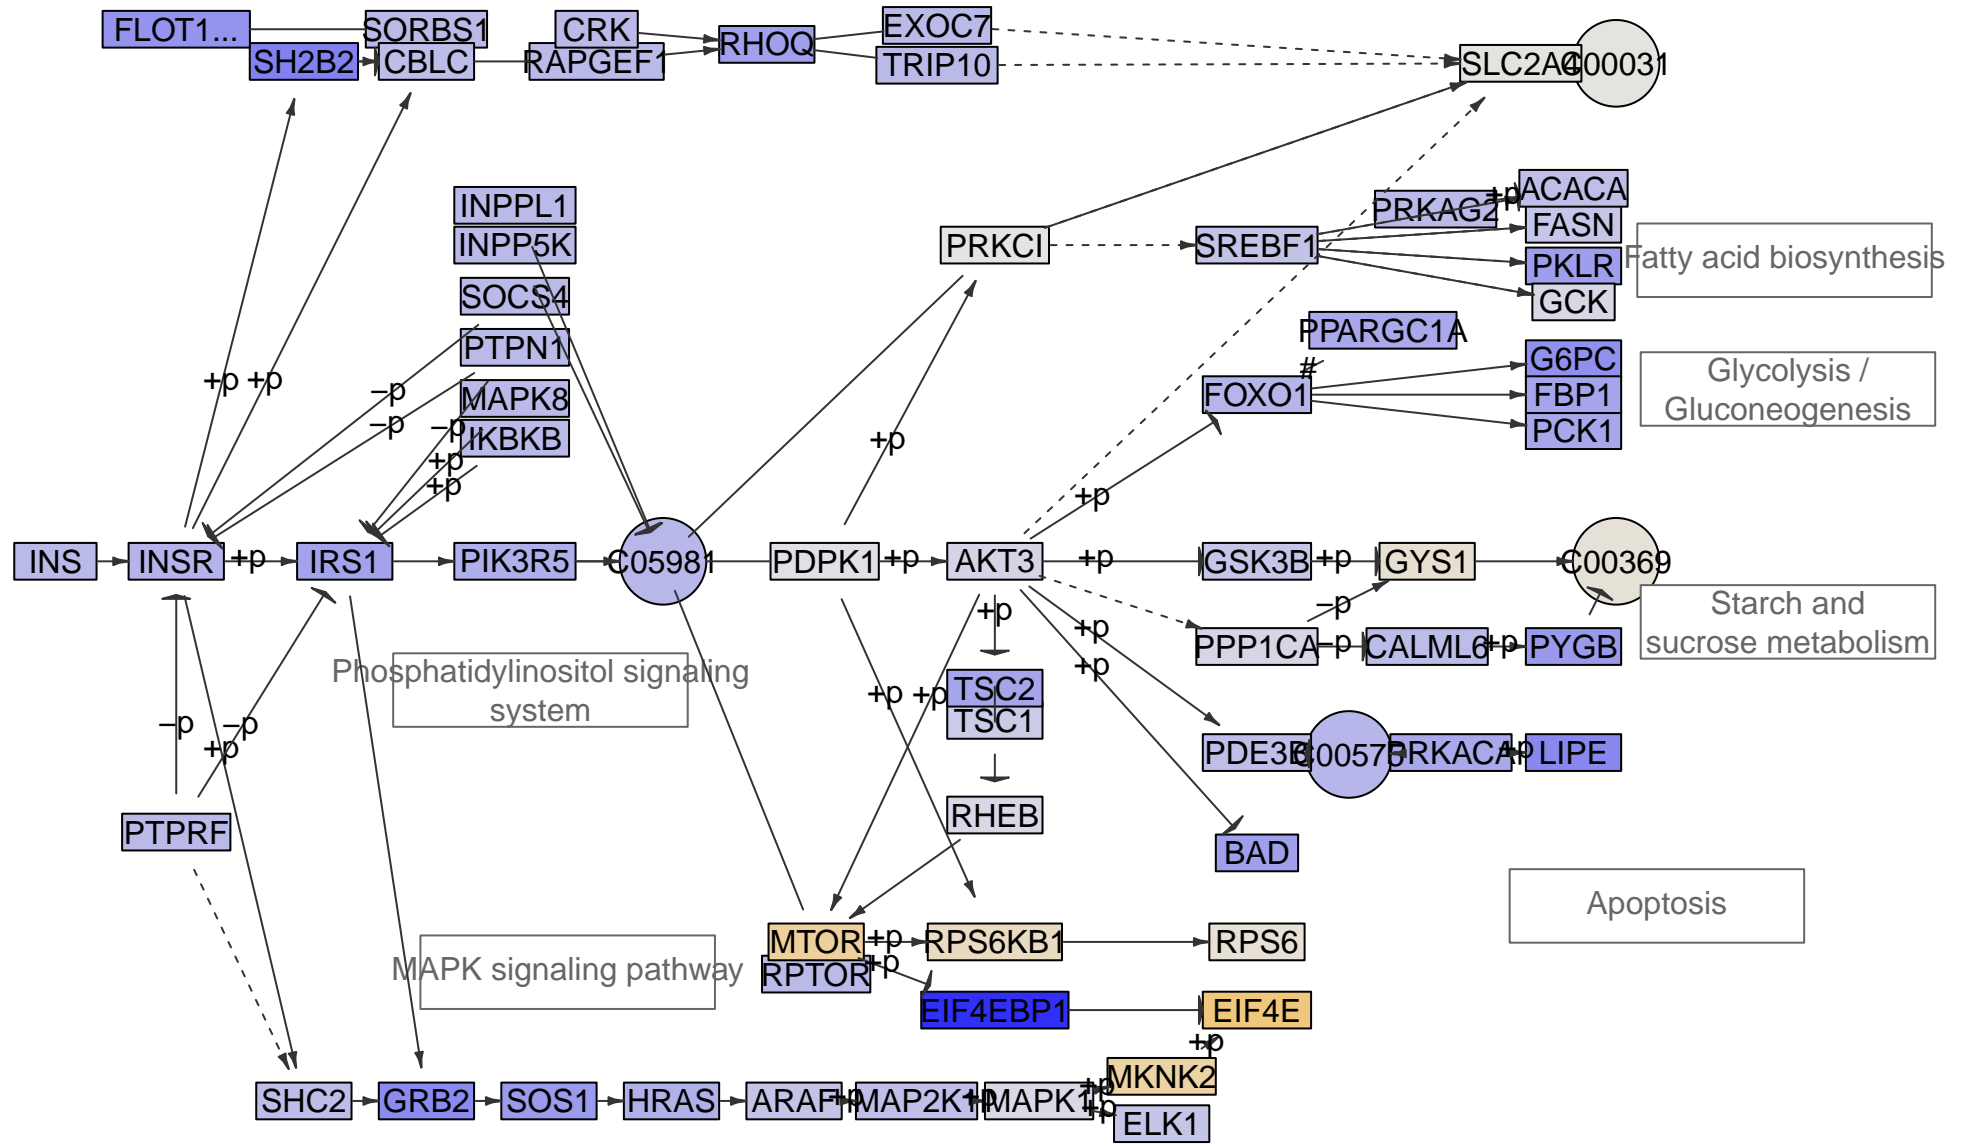 FLOT1...
SORBS1
CRK
EXOC7
SH2B2
CBLC
RAPGEF1
RHOQ
TRIP10
SLC2A4
C00031
INPPL1
INPP5K
SOCS4
PTPN1
MAPK8
IKBKB
PRKCI
SREBF1
PRKAG2
+p
ACACA
FASN
PKLR
GCK
Fatty acid biosynthesis
PPARGC1A
#
FOXO1
G6PC
FBP1
PCK1
Glycolysis /
Gluconeogenesis
+p
+p
−p
−p
−p
+p
+p
+p
+p
INS
INSR
+p
IRS1
PIK3R5
C05981
PDPK1
+p
AKT3
+p
GSK3B
+p
GYS1
C00369
−p
PPP1CA
−p
CALML6
+p
PYGB
Starch and
sucrose metabolism
Phosphatidylinositol signaling
system
+p
+p
+p
+p
+p
TSC2
TSC1
−p
+p
−p
PDE3B
C00575
PRKACA
+p
LIPE
PTPRF
RHEB
BAD
Apoptosis
MAPK signaling pathway
MTOR
+p
RPS6KB1
RPS6
RPTOR
+p
EIF4EBP1
EIF4E
+p
MKNK2
SHC2
GRB2
SOS1
HRAS
ARAF
+p
MAP2K1
+p
MAPK1
+p
+p
ELK1